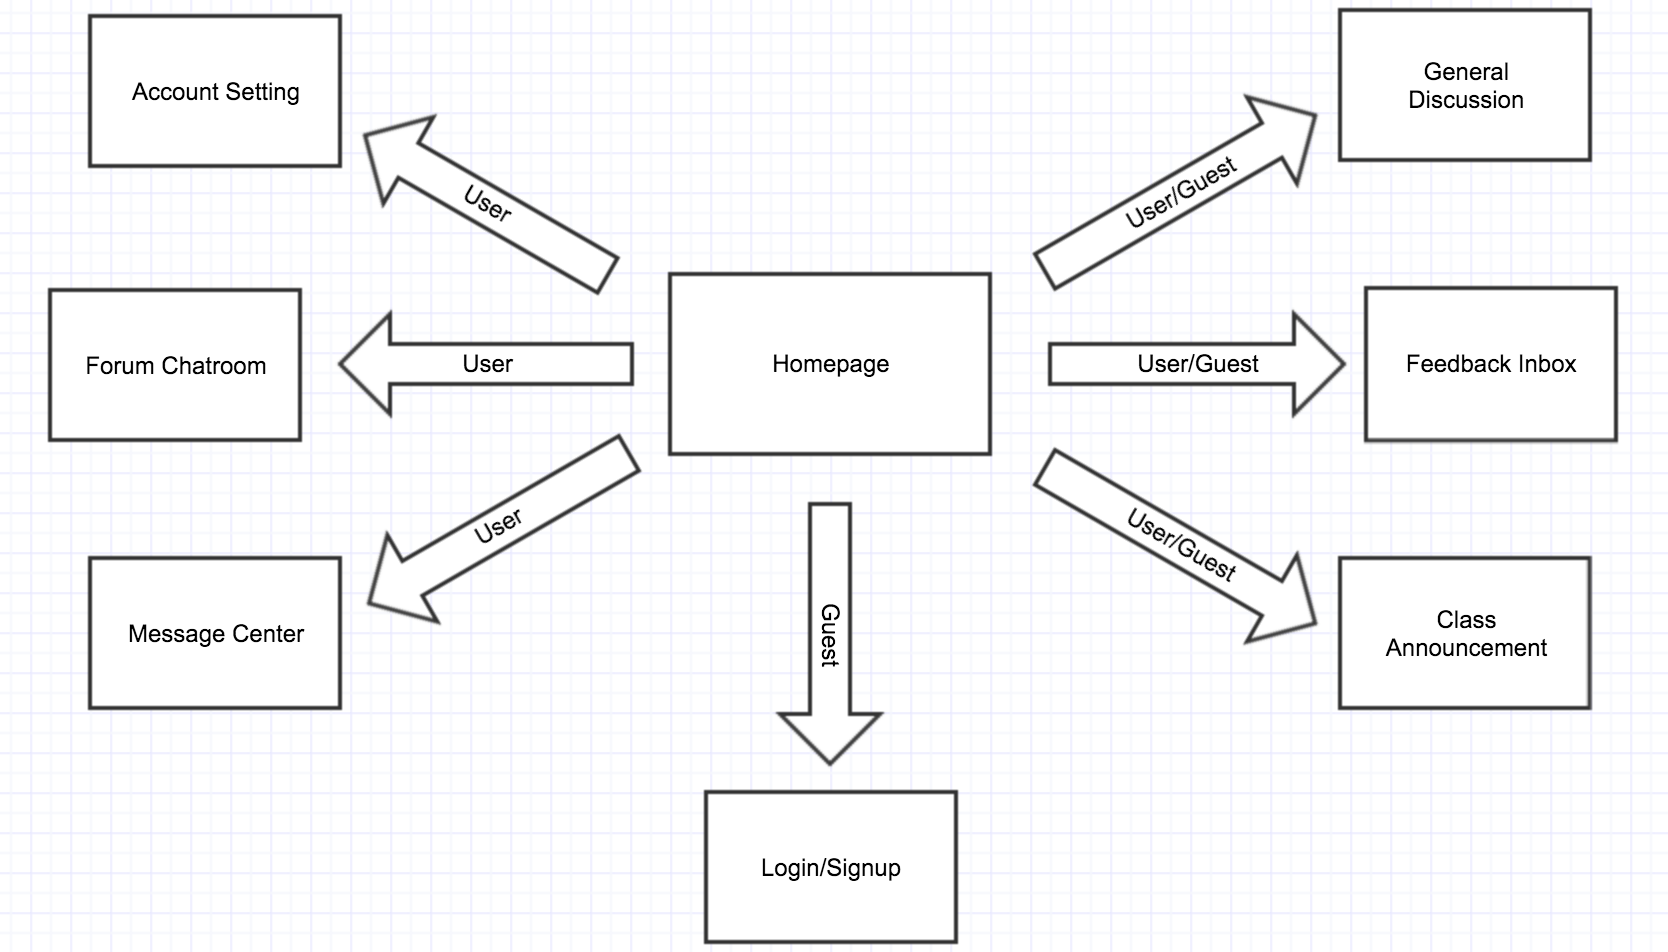 Account Setting
General
Discussion
User
User/Guest
Forum Chatroom
User
Homepage
User/Guest
Feedback Inbox
User
User/Guest
Message Center
Guest
Class
Announcement
Login/Signup